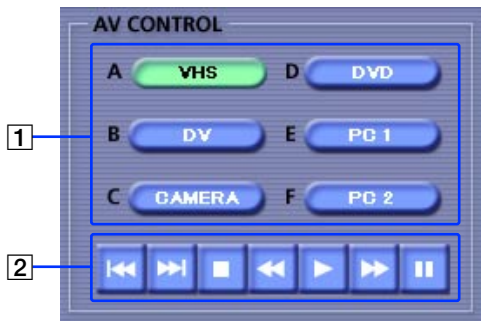 AV CONTROL
A VHS D DVD
1 B DV E PC 1
C CAMERA F PC 2
2